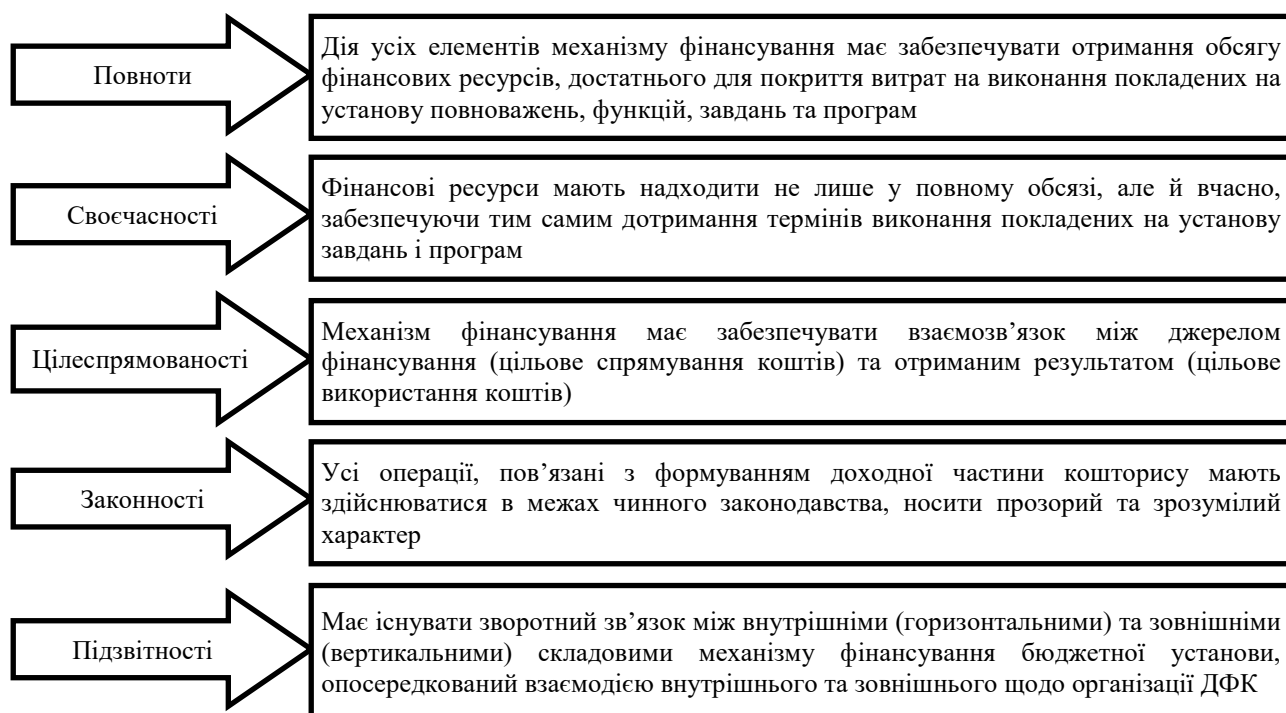 Повноти
Дія усіх елементів механізму фінансування має забезпечувати отримання обсягу
фінансових ресурсів, достатнього для покриття витрат на виконання покладених на
установу повноважень, функцій, завдань та програм
Своєчасності
Фінансові ресурси мають надходити не лише у повному обсязі, але й вчасно,
забезпечуючи тим самим дотримання термінів виконання покладених на установу
завдань і програм
Цілеспрямованості
Механізм фінансування має забезпечувати взаємозв’язок між джерелом
фінансування (цільове спрямування коштів) та отриманим результатом (цільове
використання коштів)
Законності
Усі операції, пов’язані з формуванням доходної частини кошторису мають
здійснюватися в межах чинного законодавства, носити прозорий та зрозумілий
характер
Підзвітності
Має існувати зворотний зв’язок між внутрішніми (горизонтальними) та зовнішніми
(вертикальними) складовими механізму фінансування бюджетної установи,
опосередкований взаємодією внутрішнього та зовнішнього щодо організації ДФК